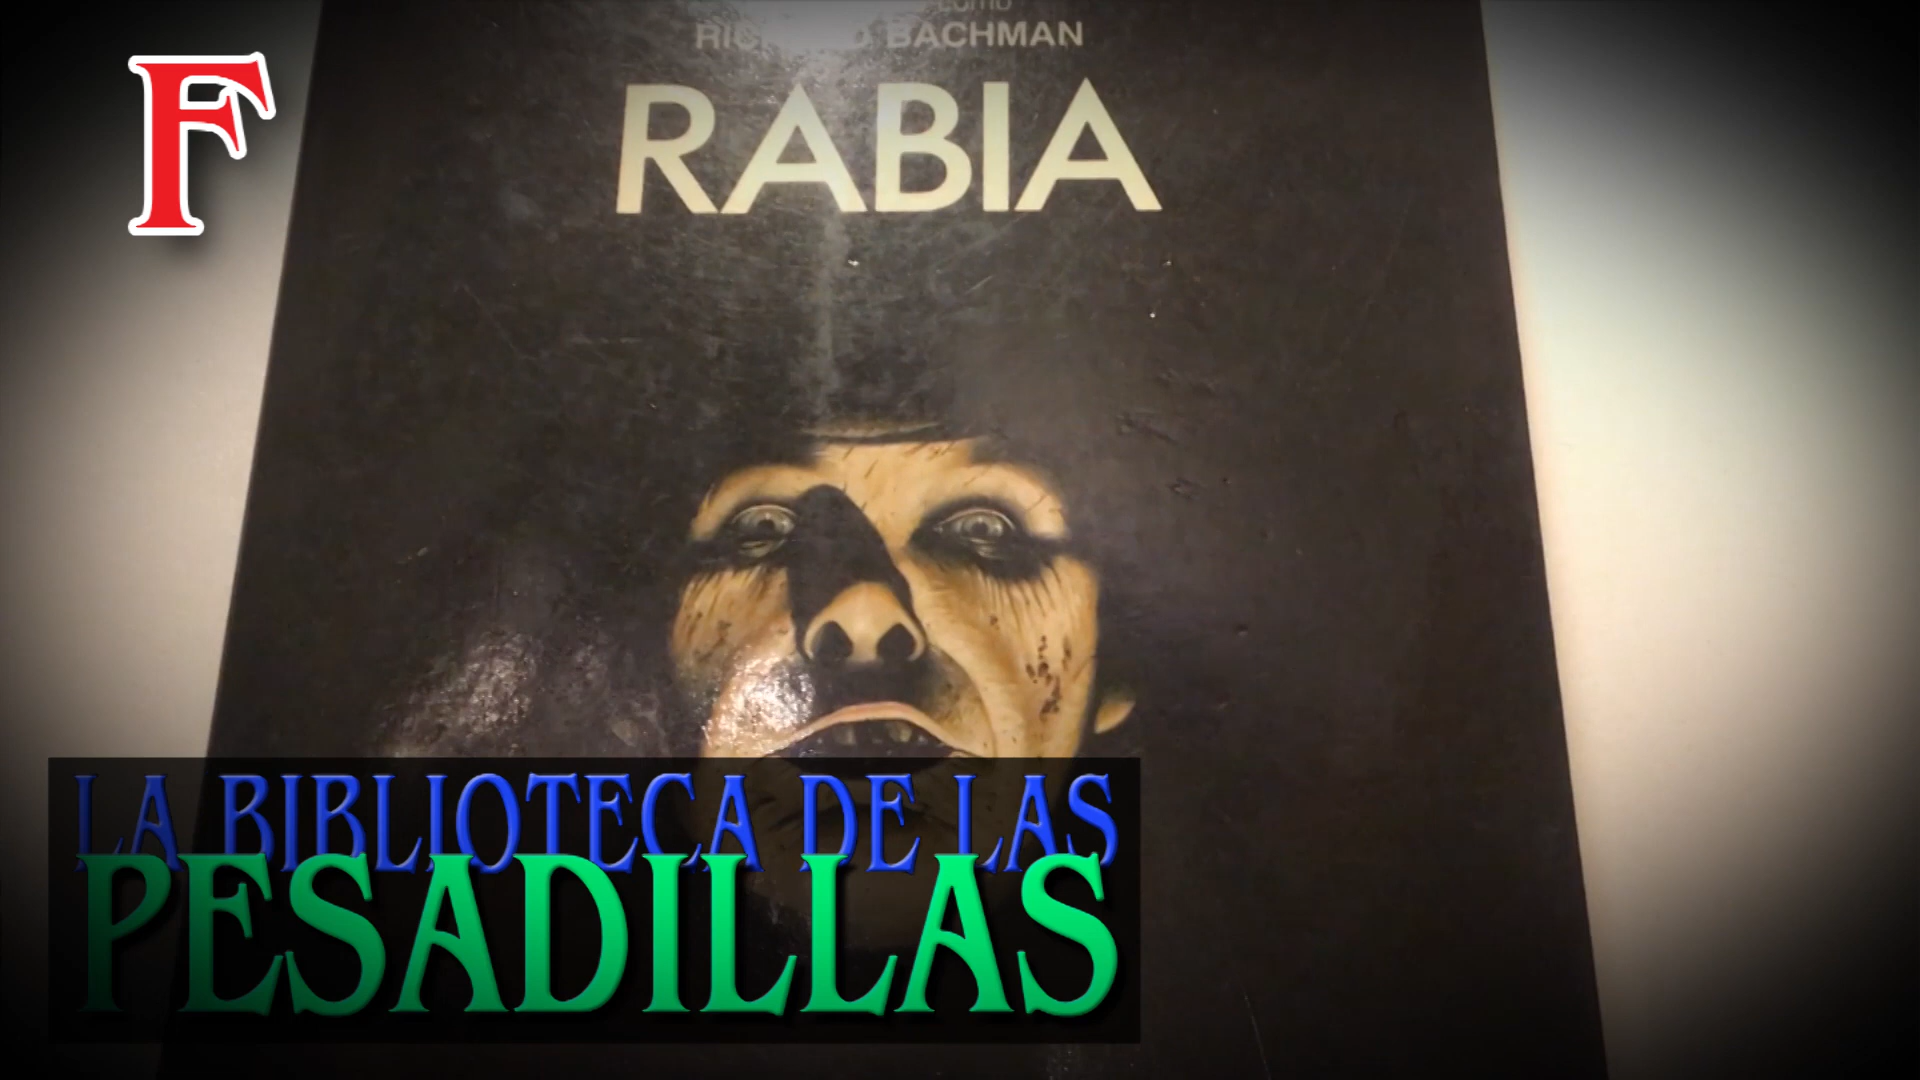 F
BACHMAN
RABIA
LA BIBLIOTECA DE LAS
PESADILLAS